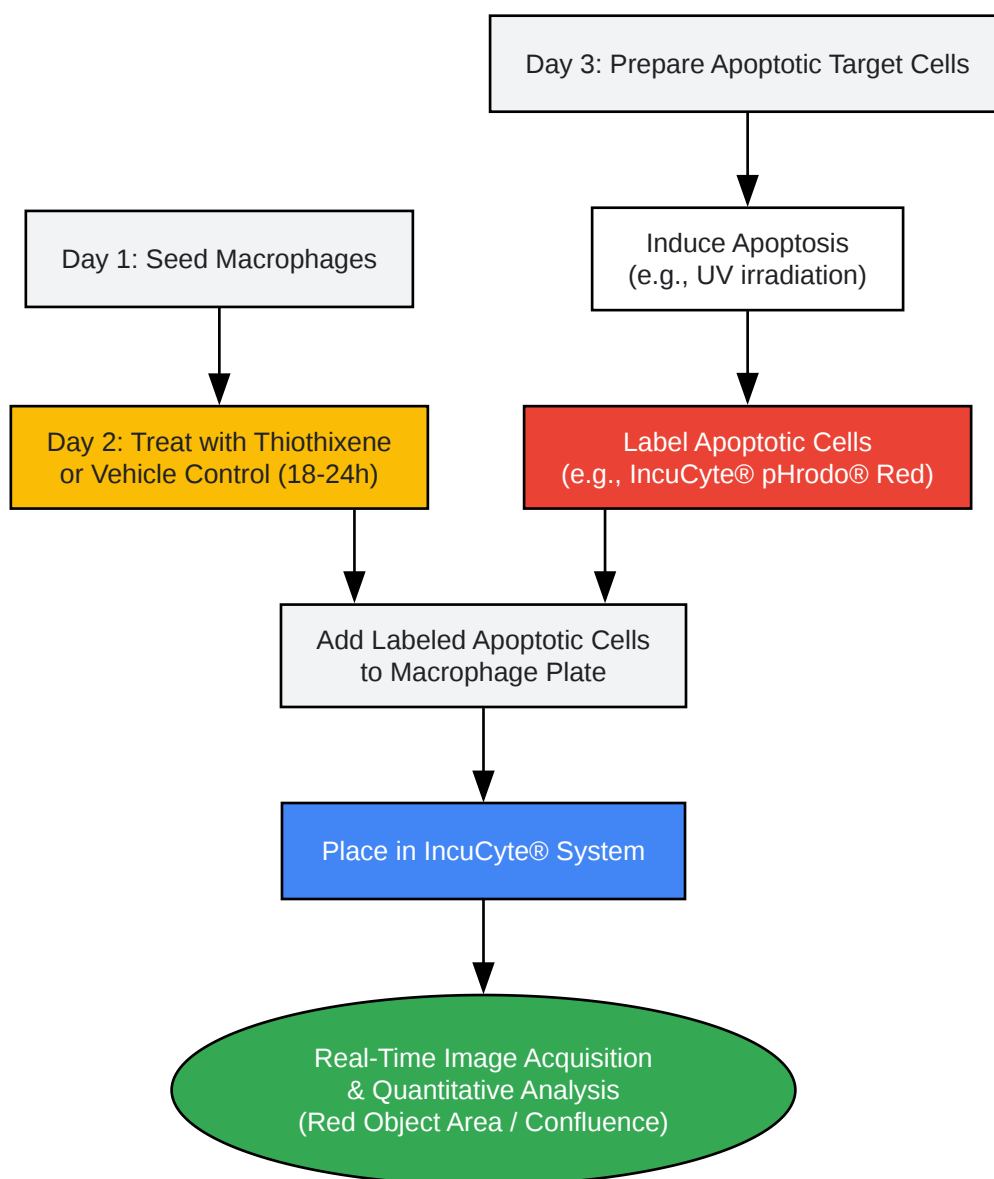 Day 3: Prepare Apoptotic Target Cells
Induce Apoptosis
(e.g., UV irradiation)
Day 1: Seed Macrophages
Day 2: Treat with Thiothixene
or Vehicle Control (18-24h)
Label Apoptotic Cells
(e.g., IncuCyte® pHrodo® Red)
Add Labeled Apoptotic Cells
to Macrophage Plate
Place in IncuCyte® System
Real-Time Image Acquisition
& Quantitative Analysis
(Red Object Area / Confluence)